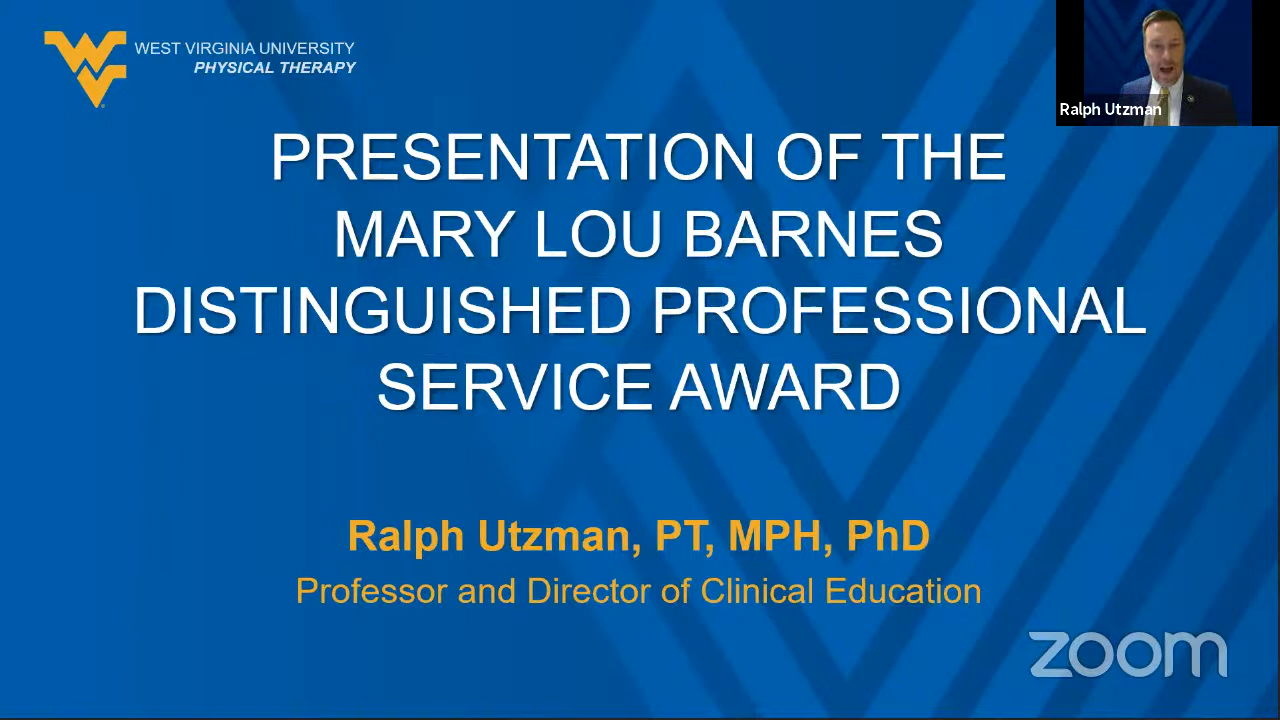 WEST VIRGINIA UNIVERSITY
PHYSICAL THERAPY
Ralph Utzman
PRESENTATION OF THE
MARY LOU BARNES
DISTINGUISHED PROFESSIONAL
SERVICE AWARD
Ralph Utzman, PT, MPH, PhD
Professor and Director of Clinical Education
zoom